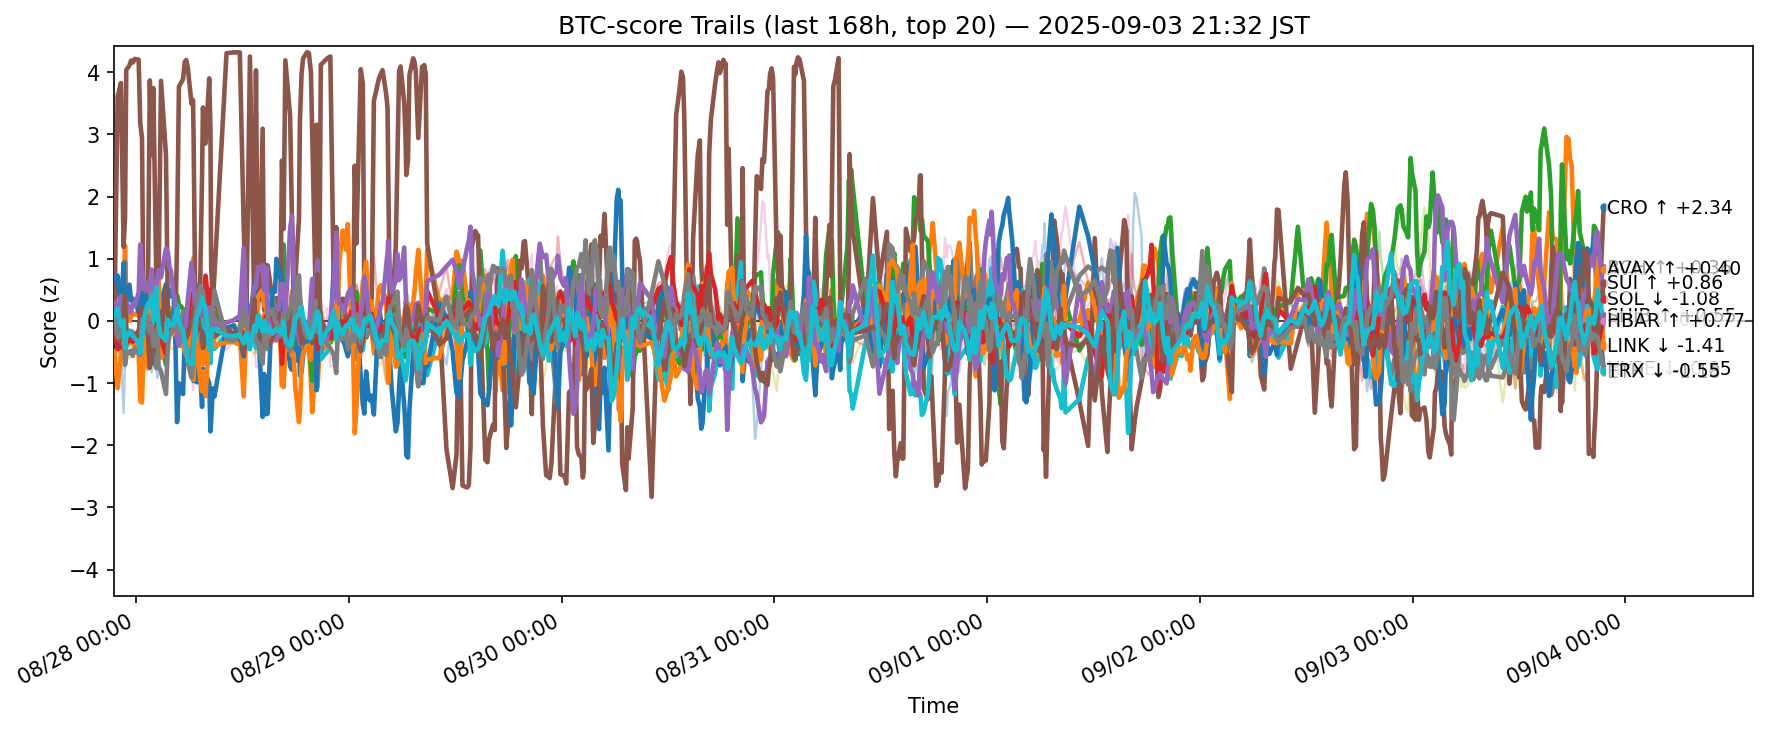 BTC-score Trails (last 168h, top 20) — 2025-09-03 21:32 JST
Score (z)
4
3
2
1
0
−1
−2
−3
−4
CRO ↑ +2.34
AVAX ↑ +0.40
SUI ↑ +0.86
SOL ↓ -1.08
HBAR ↑ +0.77
LINK ↓ -1.41
TRX ↓ -0.55
08/28 00:00
08/29 00:00
08/30 00:00
08/31 00:00
09/01 00:00
09/02 00:00
09/03 00:00
09/04 00:00
Time